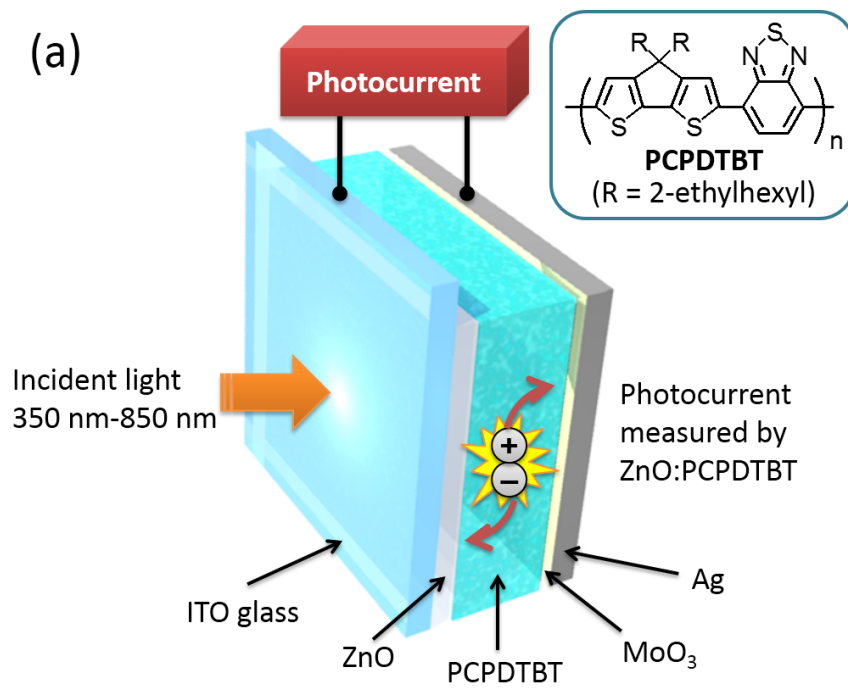 (a)
Photocurrent
R R
S
N N
S S
n
PCPDTBT
(R = 2-ethylhexyl)
Incident light
350 nm-850 nm
+
−
Photocurrent
measured by
ZnO:PCPDTBT
ITO glass
ZnO
PCPDTBT
MoO₃
Ag